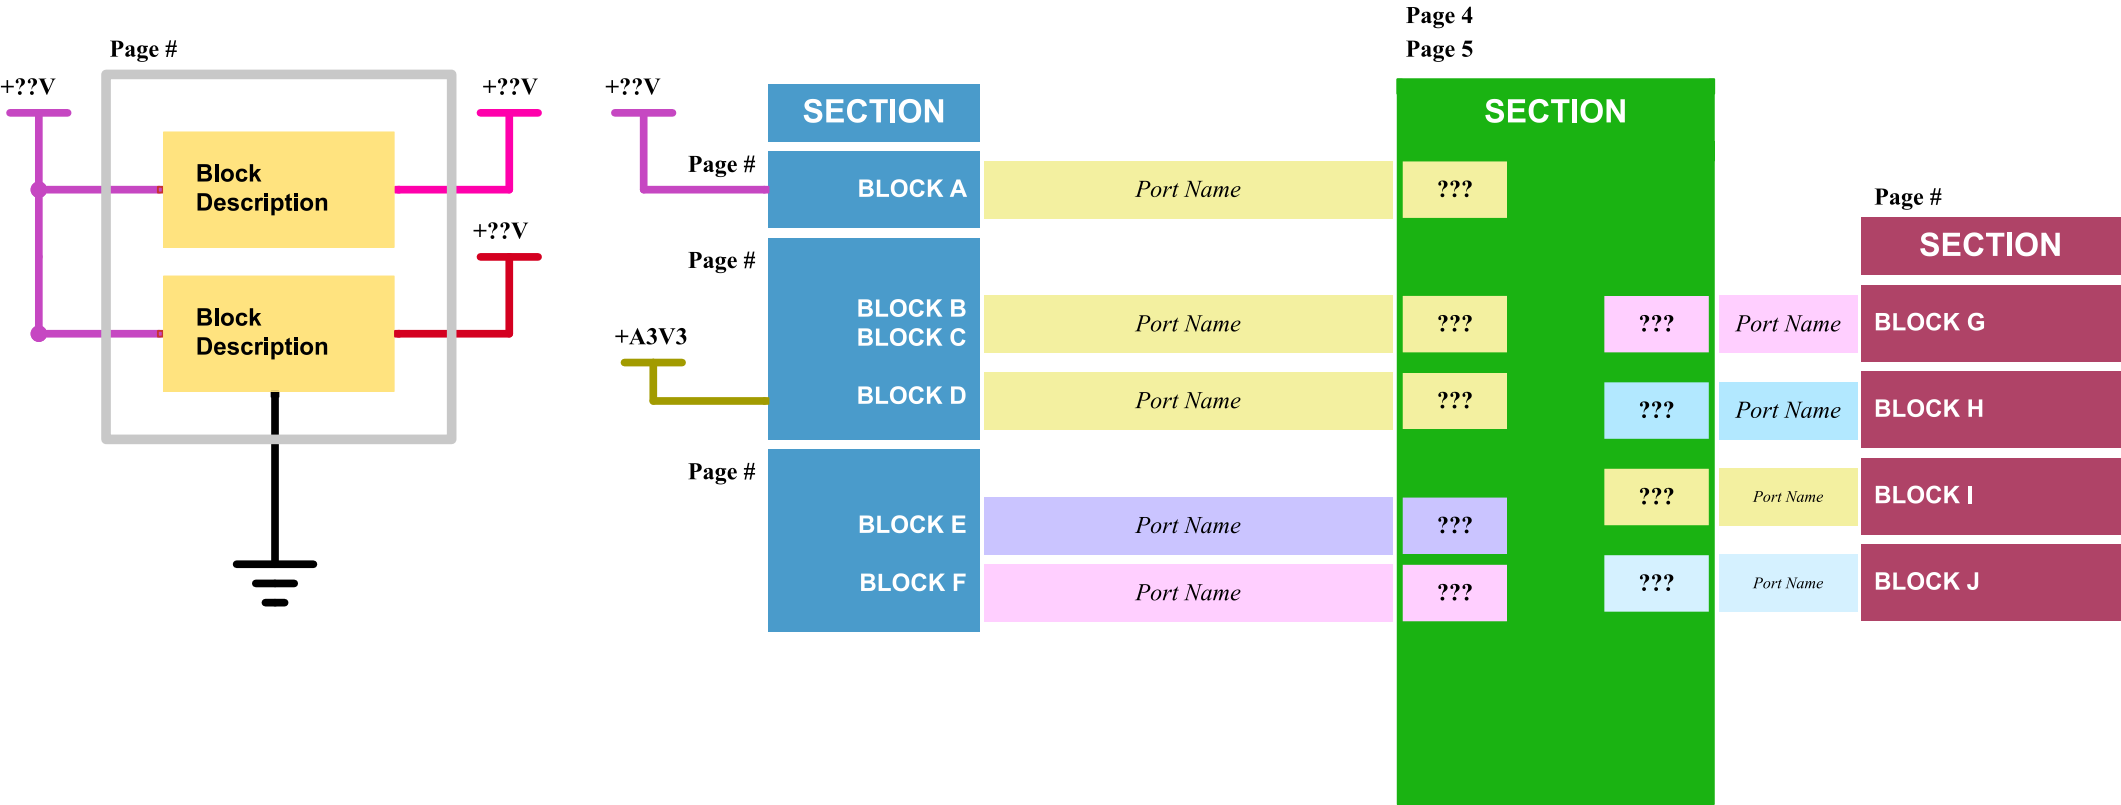 Page #
+??V
+??V
Block
Description
+??V
Block
Description
+??V
SECTION
Page #
BLOCK A
Port Name
???
Page #
BLOCK B
BLOCK C
Port Name
???
+A3V3
BLOCK D
Port Name
???
Page #
BLOCK E
Port Name
???
BLOCK F
Port Name
???
Page 4
Page 5
SECTION
Page #
SECTION
???
Port Name
BLOCK G
???
Port Name
BLOCK H
???
Port Name
BLOCK I
???
Port Name
BLOCK J